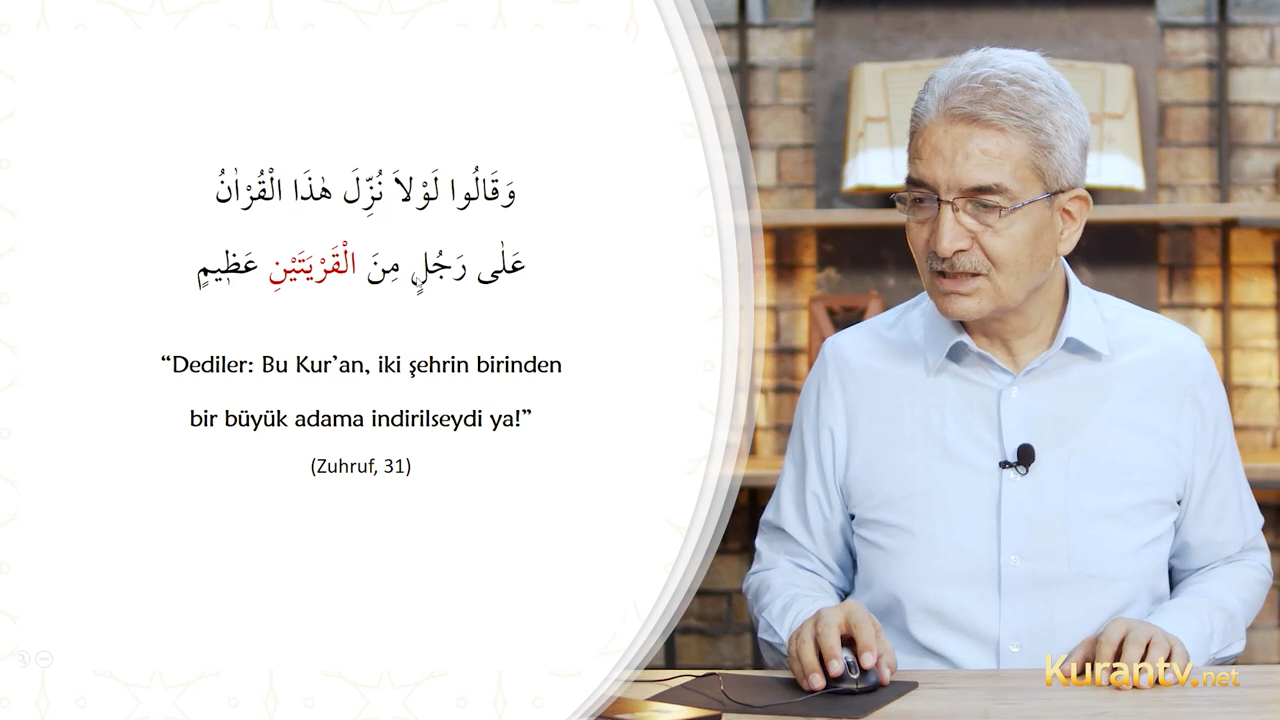 وَقَالُوا لَوْلاَ نُزِّلَ هٰذَا الْقُرْاٰنُ
عَلٰى رَجُلٍ مِنَ الْقَرْيَتَيْنِ عَظ۪يمٍ
“Dediler: Bu Kur’an, iki şehrin birinden
bir büyük adama indirilseydi ya!”
(Zuhruf, 31)
Kurantv.net